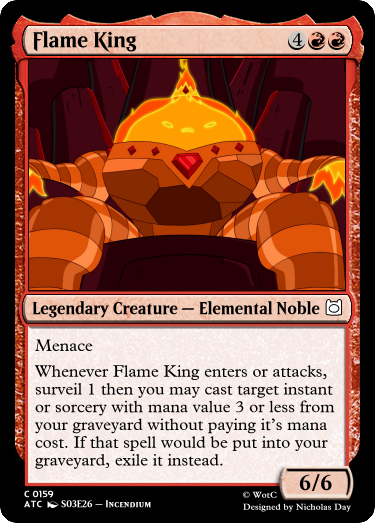 Flame King 4
Legendary Creature — Elemental Noble
Menace
Whenever Flame King enters or attacks,
surveil 1 then you may cast target instant
or sorcery with mana value 3 or less from
your graveyard without paying it's mana
cost. If that spell would be put into your
graveyard, exile it instead.
6/6
C 0159
ATC S03E26 – Incendium
© WotC
Designed by Nicholas Day